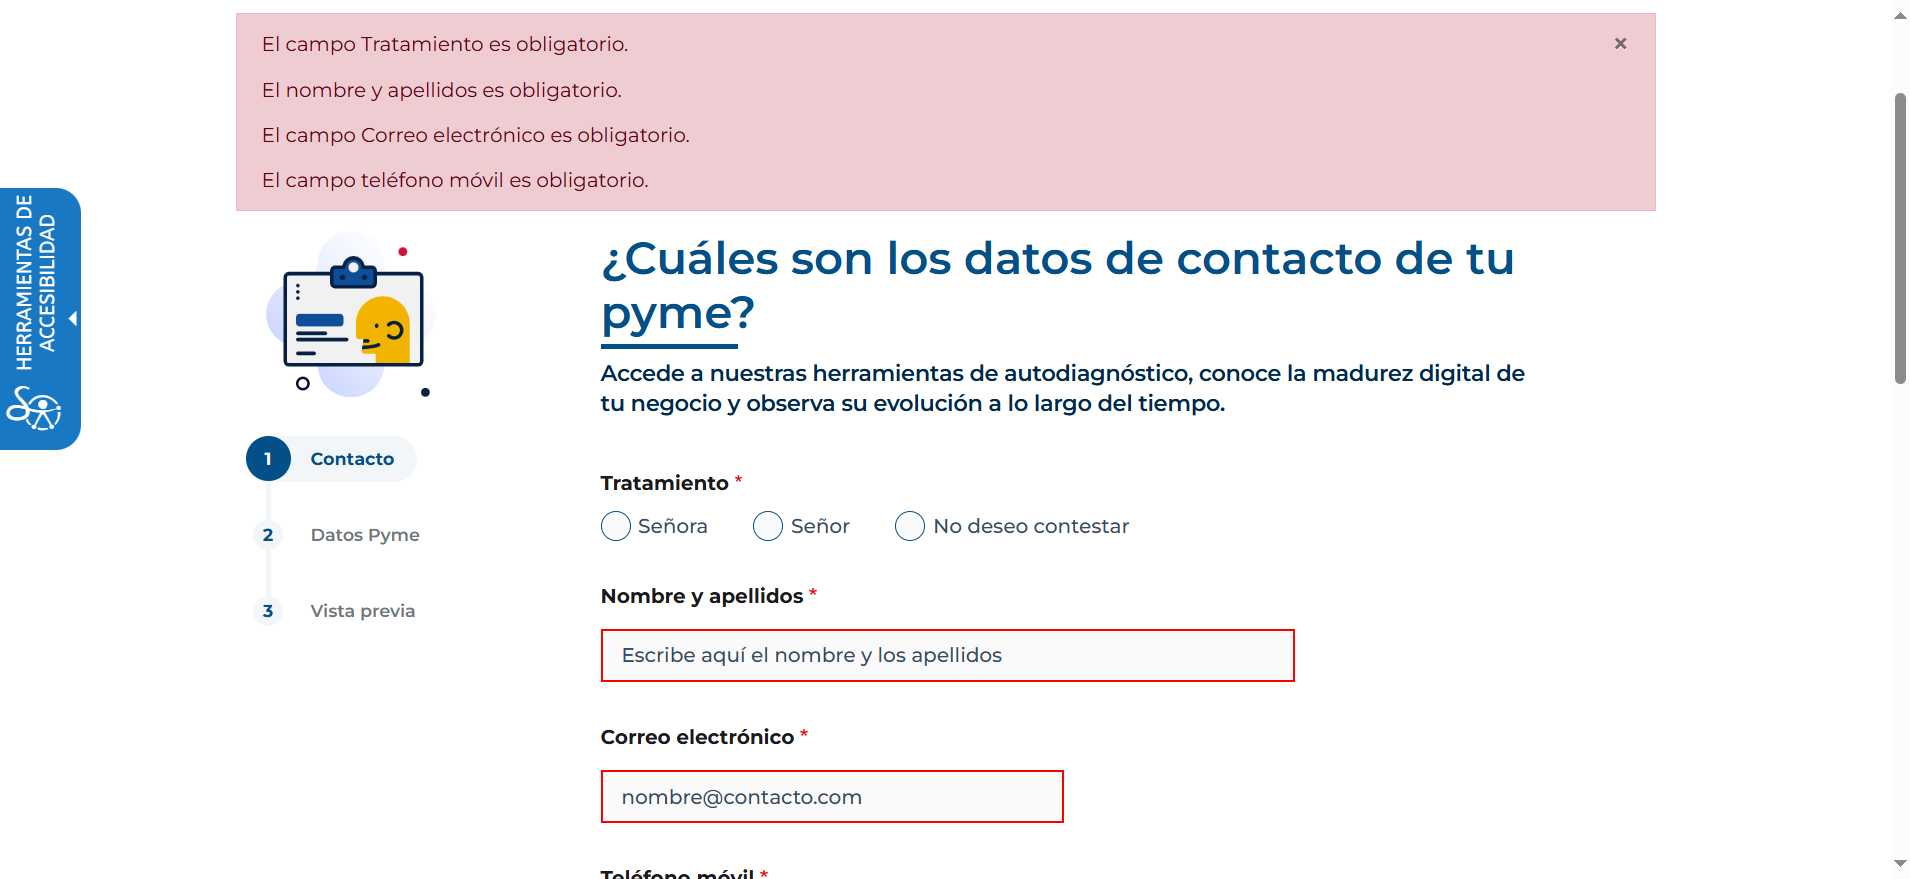 El campo Tratamiento es obligatorio.
×
El nombre y apellidos es obligatorio.
El campo Correo electrónico es obligatorio.
El campo teléfono móvil es obligatorio.
HERRAMIENTAS DE
ACCESIBILIDAD
¿Cuáles son los datos de contacto de tu
pyme?
Accede a nuestras herramientas de autodiagnóstico, conoce la madurez digital de
tu negocio y observa su evolución a lo largo del tiempo.
1 Contacto
2 Datos Pyme
3 Vista previa
Tratamiento *
Señora Señor No deseo contestar
Nombre y apellidos *
Escribe aquí el nombre y los apellidos
Correo electrónico *
nombre@contacto.com
Teléfono móvil *